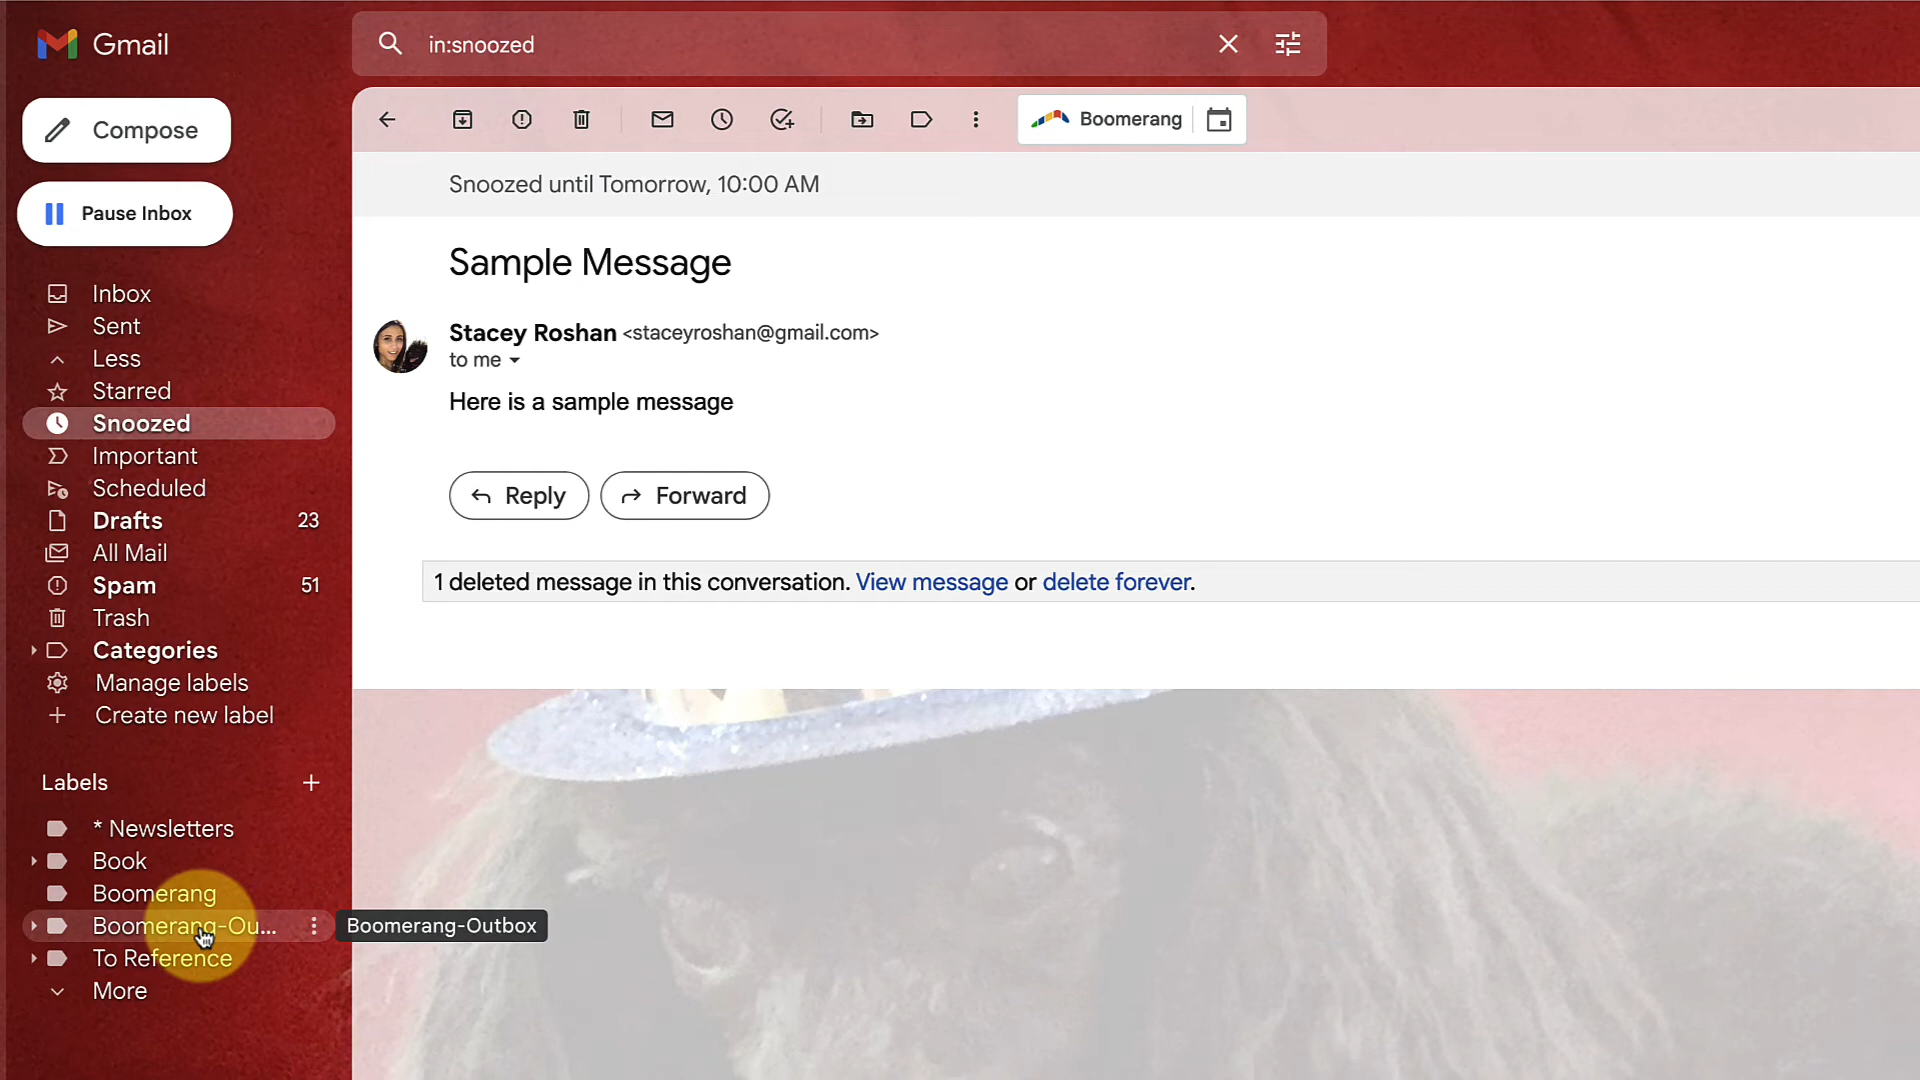 Gmail
in:snoozed
Compose
Boomerang
Snoozed until Tomorrow, 10:00 AM
Pause Inbox
Sample Message
Inbox
Sent
Less
Starred
Snoozed
Important
Scheduled
Drafts 23
All Mail
Spam 51
Trash
Categories
Manage labels
Create new label
Stacey Roshan <staceyroshan@gmail.com>
to me
Here is a sample message
Reply Forward
1 deleted message in this conversation. View message or delete forever.
Labels
* Newsletters
Book
Boomerang
Boomerang-Ou...
Boomerang-Outbox
To Reference
More